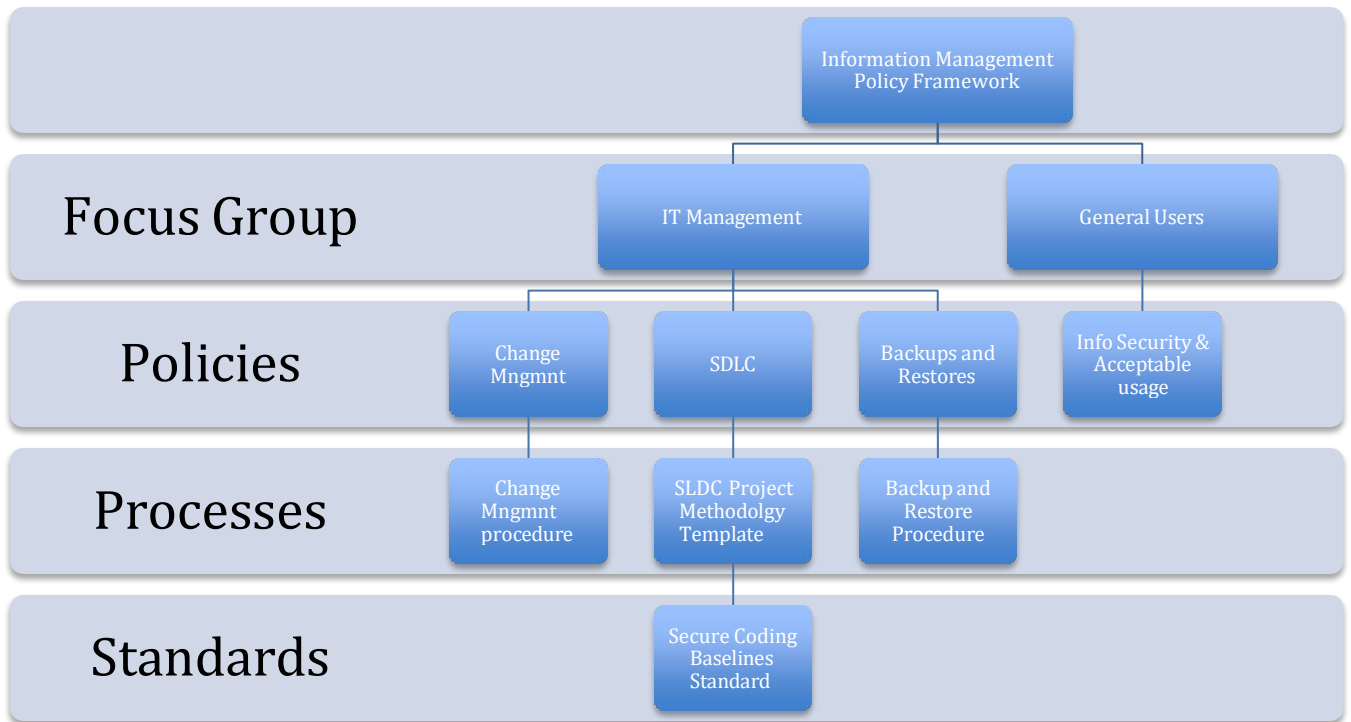 Information Management
Policy Framework
Focus Group
IT Management
General Users
Policies
Change
Mngmnt
SDLC
Backups and
Restores
Info Security &
Acceptable
usage
Processes
Change
Mngmnt
procedure
SLDC Project
Methodolgy
Template
Backup and
Restore
Procedure
Standards
Secure Coding
Baselines
Standard